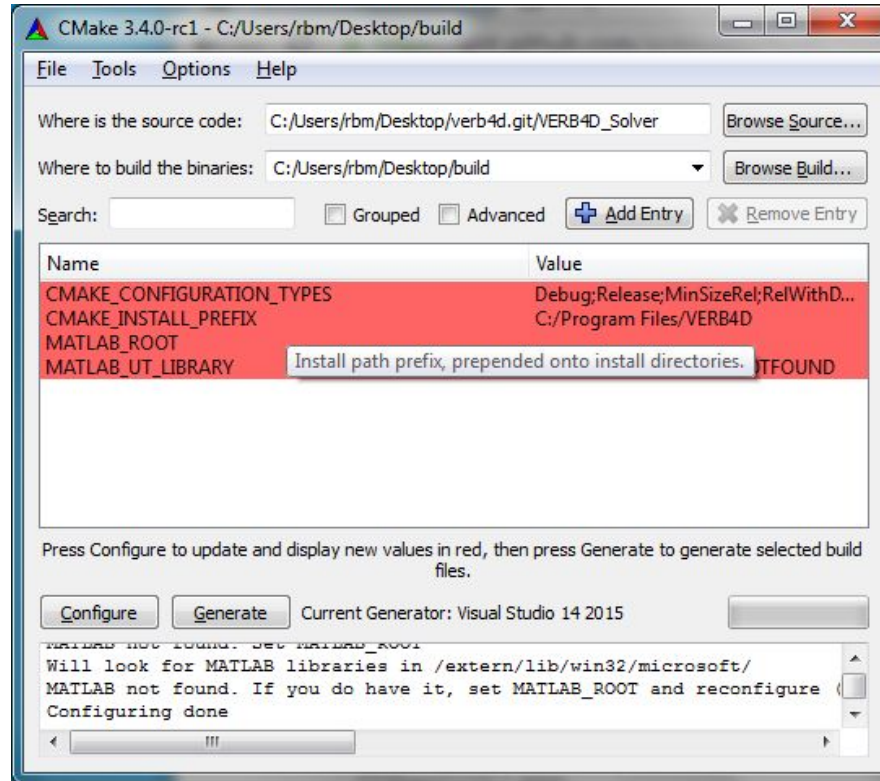 CMake 3.4.0-rc1 - C:/Users/rbm/Desktop/build
File Tools Options Help
Where is the source code: C:/Users/rbm/Desktop/verb4d.git/VERB4D_Solver Browse Source...
Where to build the binaries: C:/Users/rbm/Desktop/build Browse Build...
Search: Grouped Advanced Add Entry Remove Entry
Name Value
CMAKE_CONFIGURATION_TYPES Debug;Release;MinSizeRel;RelWithD...
CMAKE_INSTALL_PREFIX C:/Program Files/VERB4D
MATLAB_ROOT
MATLAB_UT_LIBRARY Install path prefix, prepended onto install directories. OTFOUND
Press Configure to update and display new values in red, then press Generate to generate selected build
files.
Configure Generate Current Generator: Visual Studio 14 2015
MATLAB not found. Set MATLAB_ROOT
Will look for MATLAB libraries in /extern/lib/win32/microsoft/
MATLAB not found. If you do have it, set MATLAB_ROOT and reconfigure (
Configuring done